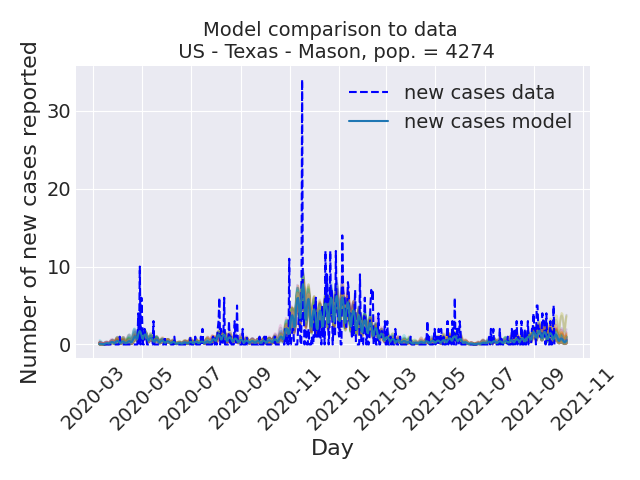 Model comparison to data
US - Texas - Mason, pop. = 4274
new cases data
new cases model
Number of new cases reported
30
20
10
0
2020-03
2020-05
2020-07
2020-09
2020-11
2021-01
2021-03
2021-05
2021-07
2021-09
2021-11
Day